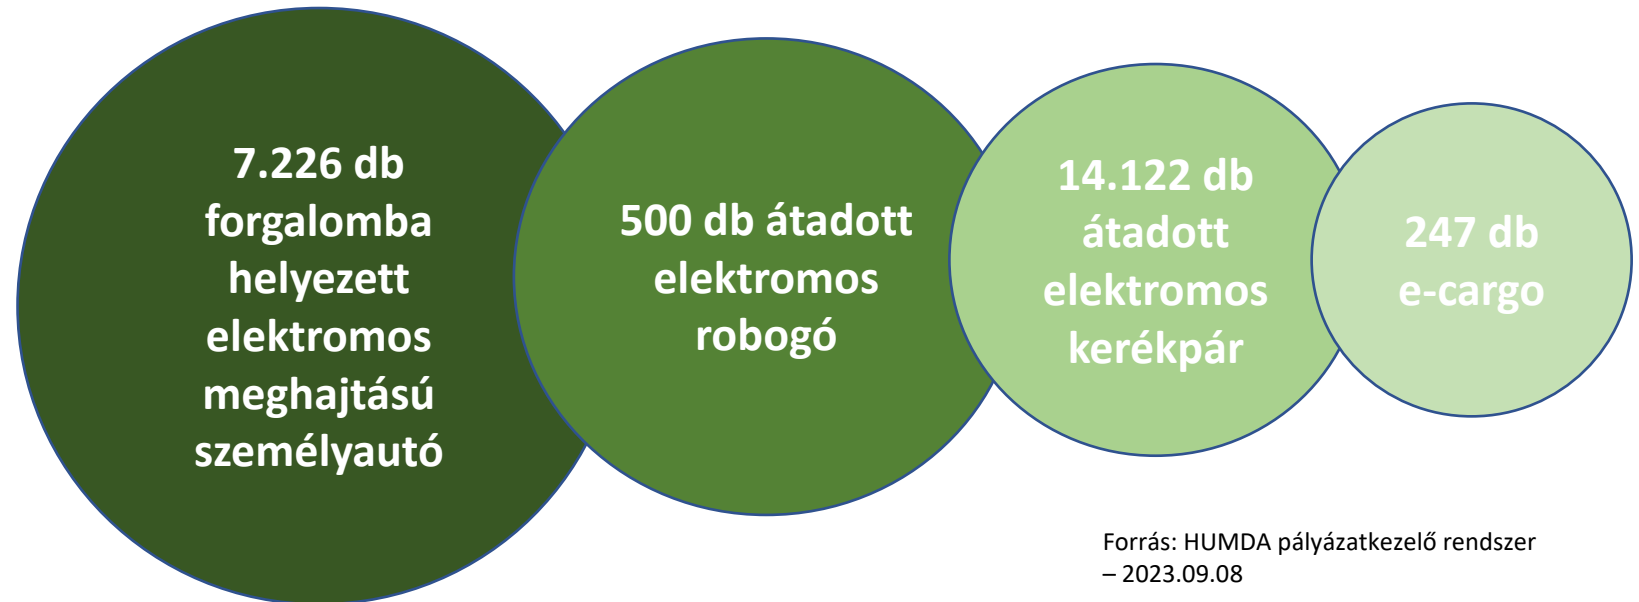 7.226 db
forgalomba
helyezett
elektromos
meghajtású
személyautó
500 db átadott
elektromos
robogó
14.122 db
átadott
elektromos
kerékpár
247 db
e-cargo
Forrás: HUMDA pályázatkezelő rendszer
– 2023.09.08